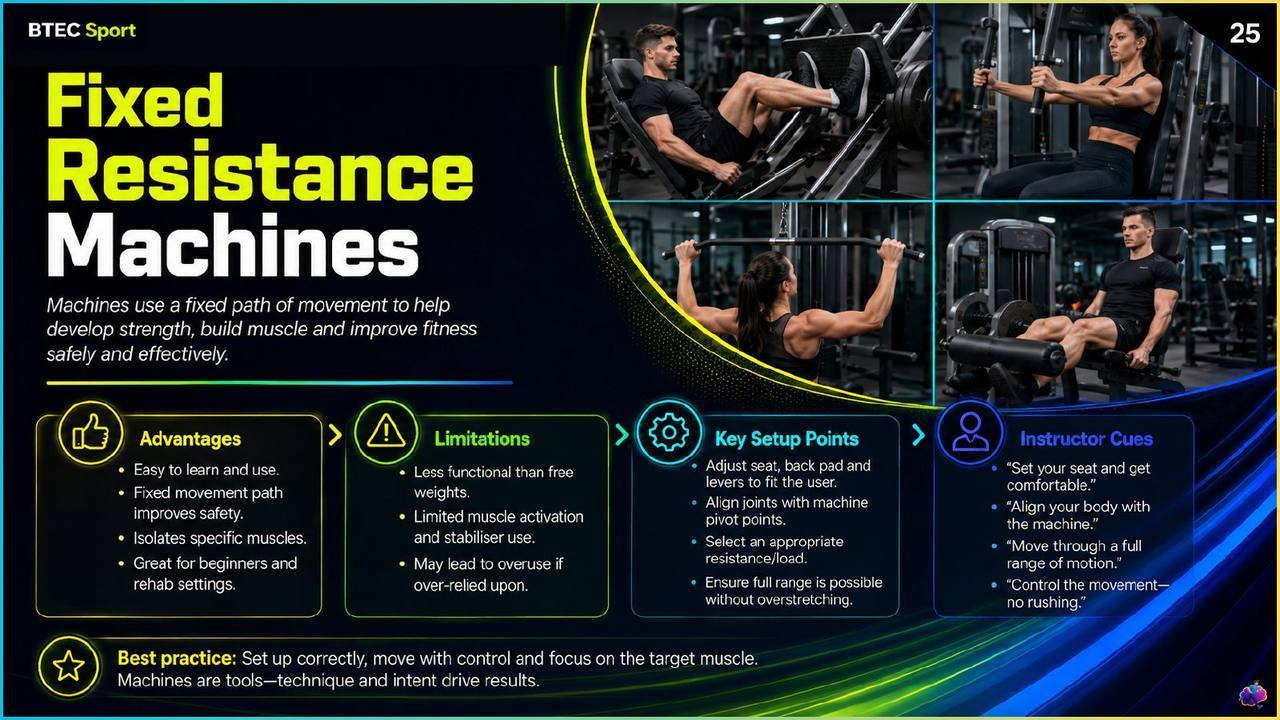 BTEC Sport
25
Fixed
Resistance
Machines
Machines use a fixed path of movement to help
develop strength, build muscle and improve fitness
safely and effectively.
Advantages
• Easy to learn and use.
• Fixed movement path
improves safety.
• Isolates specific muscles.
• Great for beginners and
rehab settings.
Limitations
• Less functional than free
weights.
• Limited muscle activation
and stabiliser use.
• May lead to overuse if
over-relied upon.
Key Setup Points
• Adjust seat, back pad and
levers to fit the user.
• Align joints with machine
pivot points.
• Select an appropriate
resistance/load.
• Ensure full range is possible
without overstretching.
Instructor Cues
• “Set your seat and get
comfortable.”
• “Align your body with
the machine.”
• “Move through a full
range of motion.”
• “Control the movement—
no rushing.”
Best practice: Set up correctly, move with control and focus on the target muscle.
Machines are tools—technique and intent drive results.